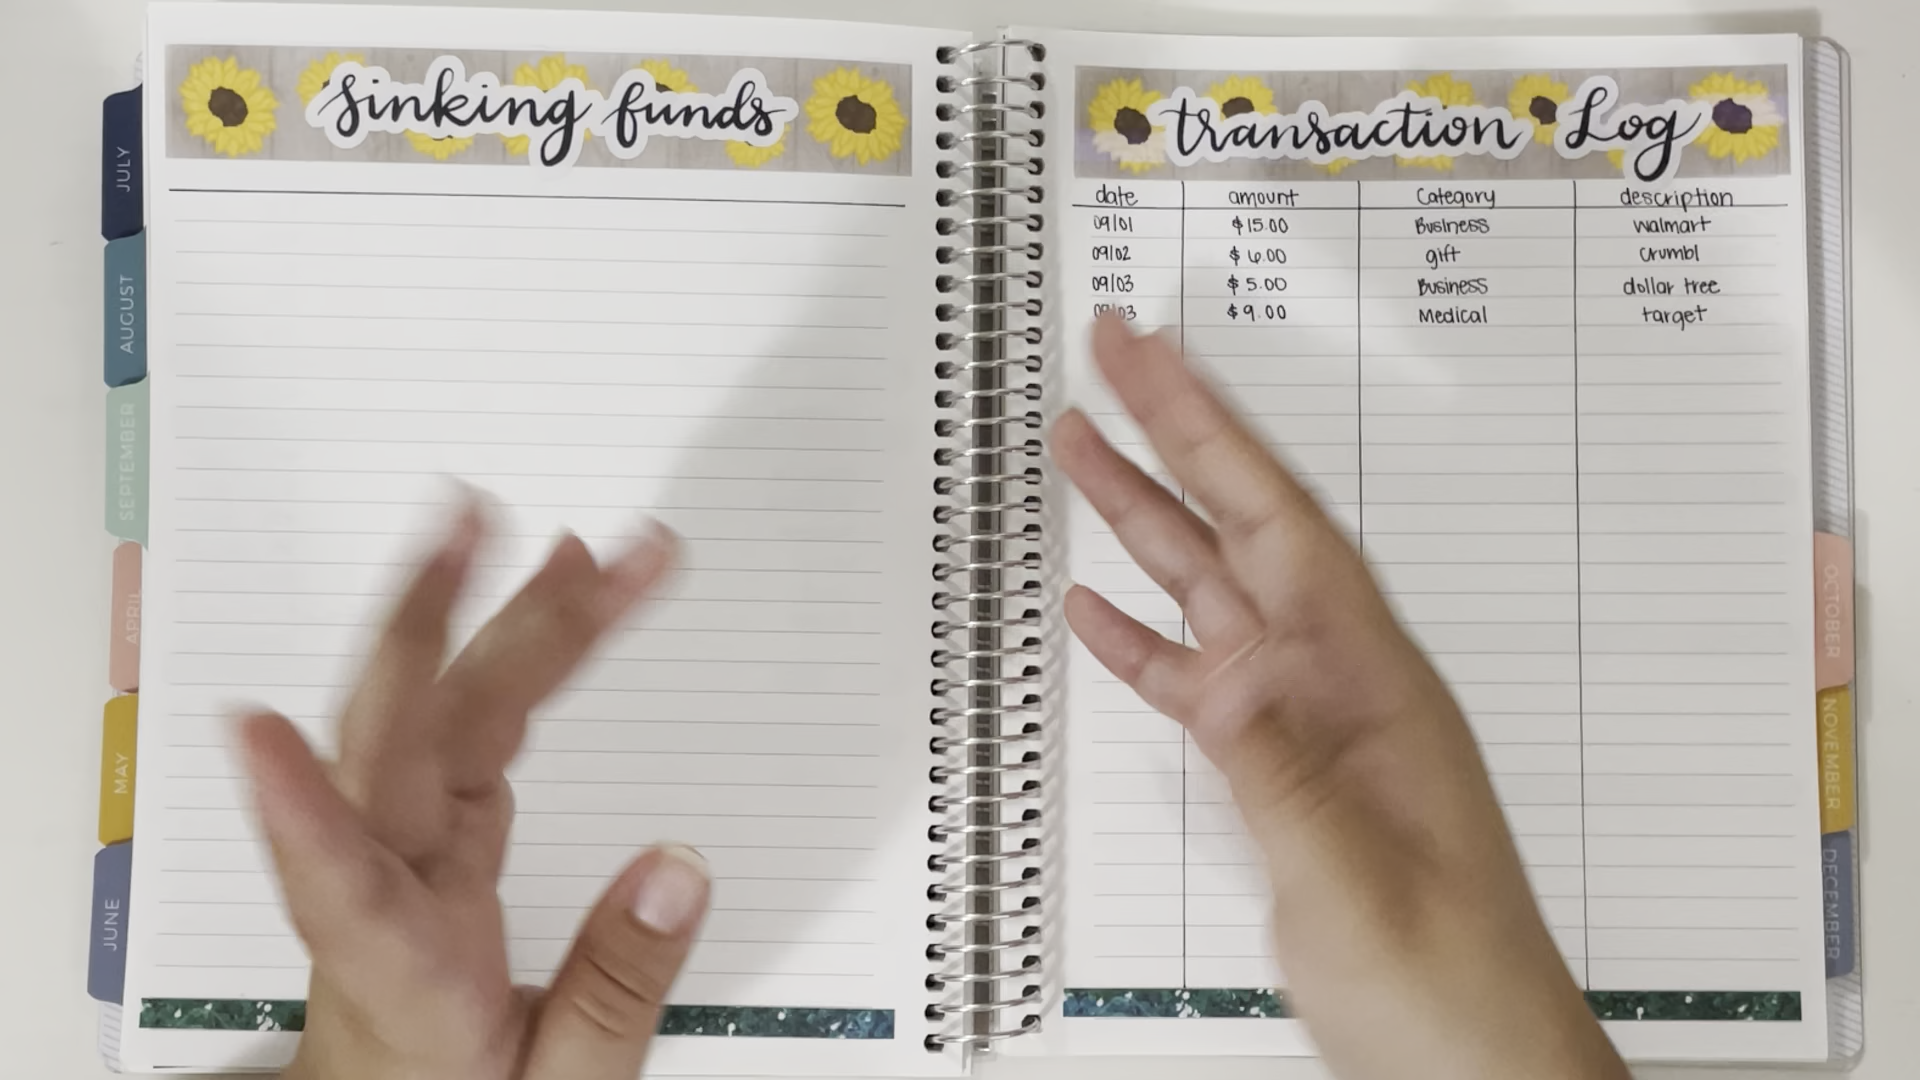 sinking funds
JULY
AUGUST
SEPTEMBER
APRIL
MAY
JUNE
transaction Log
date amount Category description
09/01 $15.00 Business walmart
09/02 $6.00 gift crumbl
09/03 $5.00 Business dollar tree
09/03 $9.00 Medical target
OCTOBER
NOVEMBER
DECEMBER